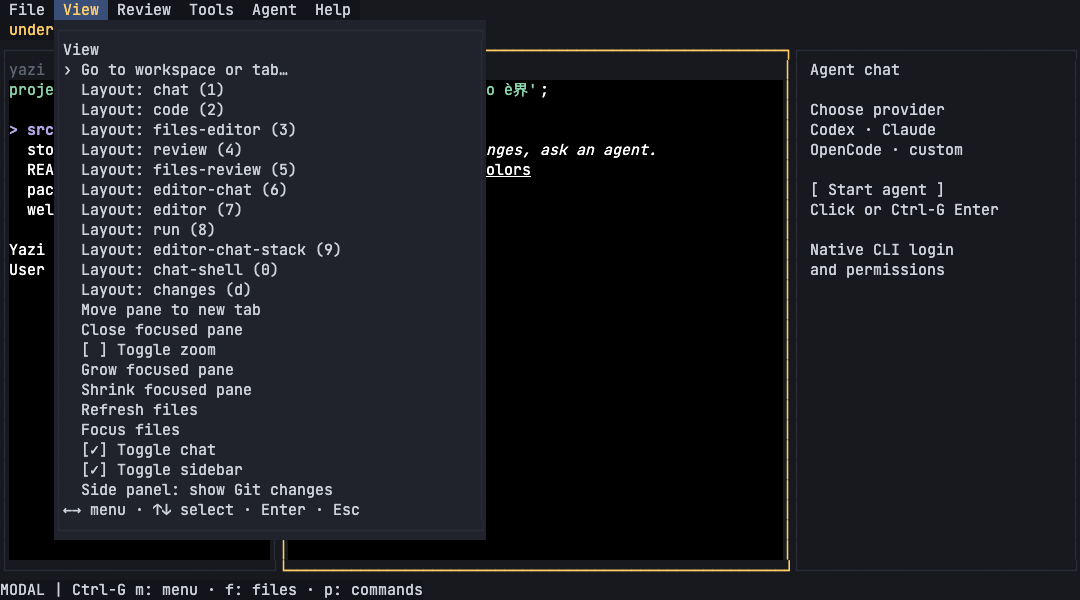 File View Review Tools Agent Help
under
View
› Go to workspace or tab…
Layout: chat (1)
Layout: code (2)
Layout: files-editor (3)
Layout: review (4)
Layout: files-review (5)
Layout: editor-chat (6)
Layout: editor (7)
Layout: run (8)
Layout: editor-chat-stack (9)
Layout: chat-shell (0)
Layout: changes (d)
Move pane to new tab
Close focused pane
[ ] Toggle zoom
Grow focused pane
Shrink focused pane
Refresh files
Focus files
[✓] Toggle chat
[✓] Toggle sidebar
Side panel: show Git changes
←→ menu · ↑↓ select · Enter · Esc
yazi
proje
> src
sto
REA
pac
wel
Yazi
User
o è界';
nges, ask an agent.
olors
Agent chat
Choose provider
Codex · Claude
OpenCode · custom
[ Start agent ]
Click or Ctrl-G Enter
Native CLI login
and permissions
MODAL | Ctrl-G m: menu · f: files · p: commands